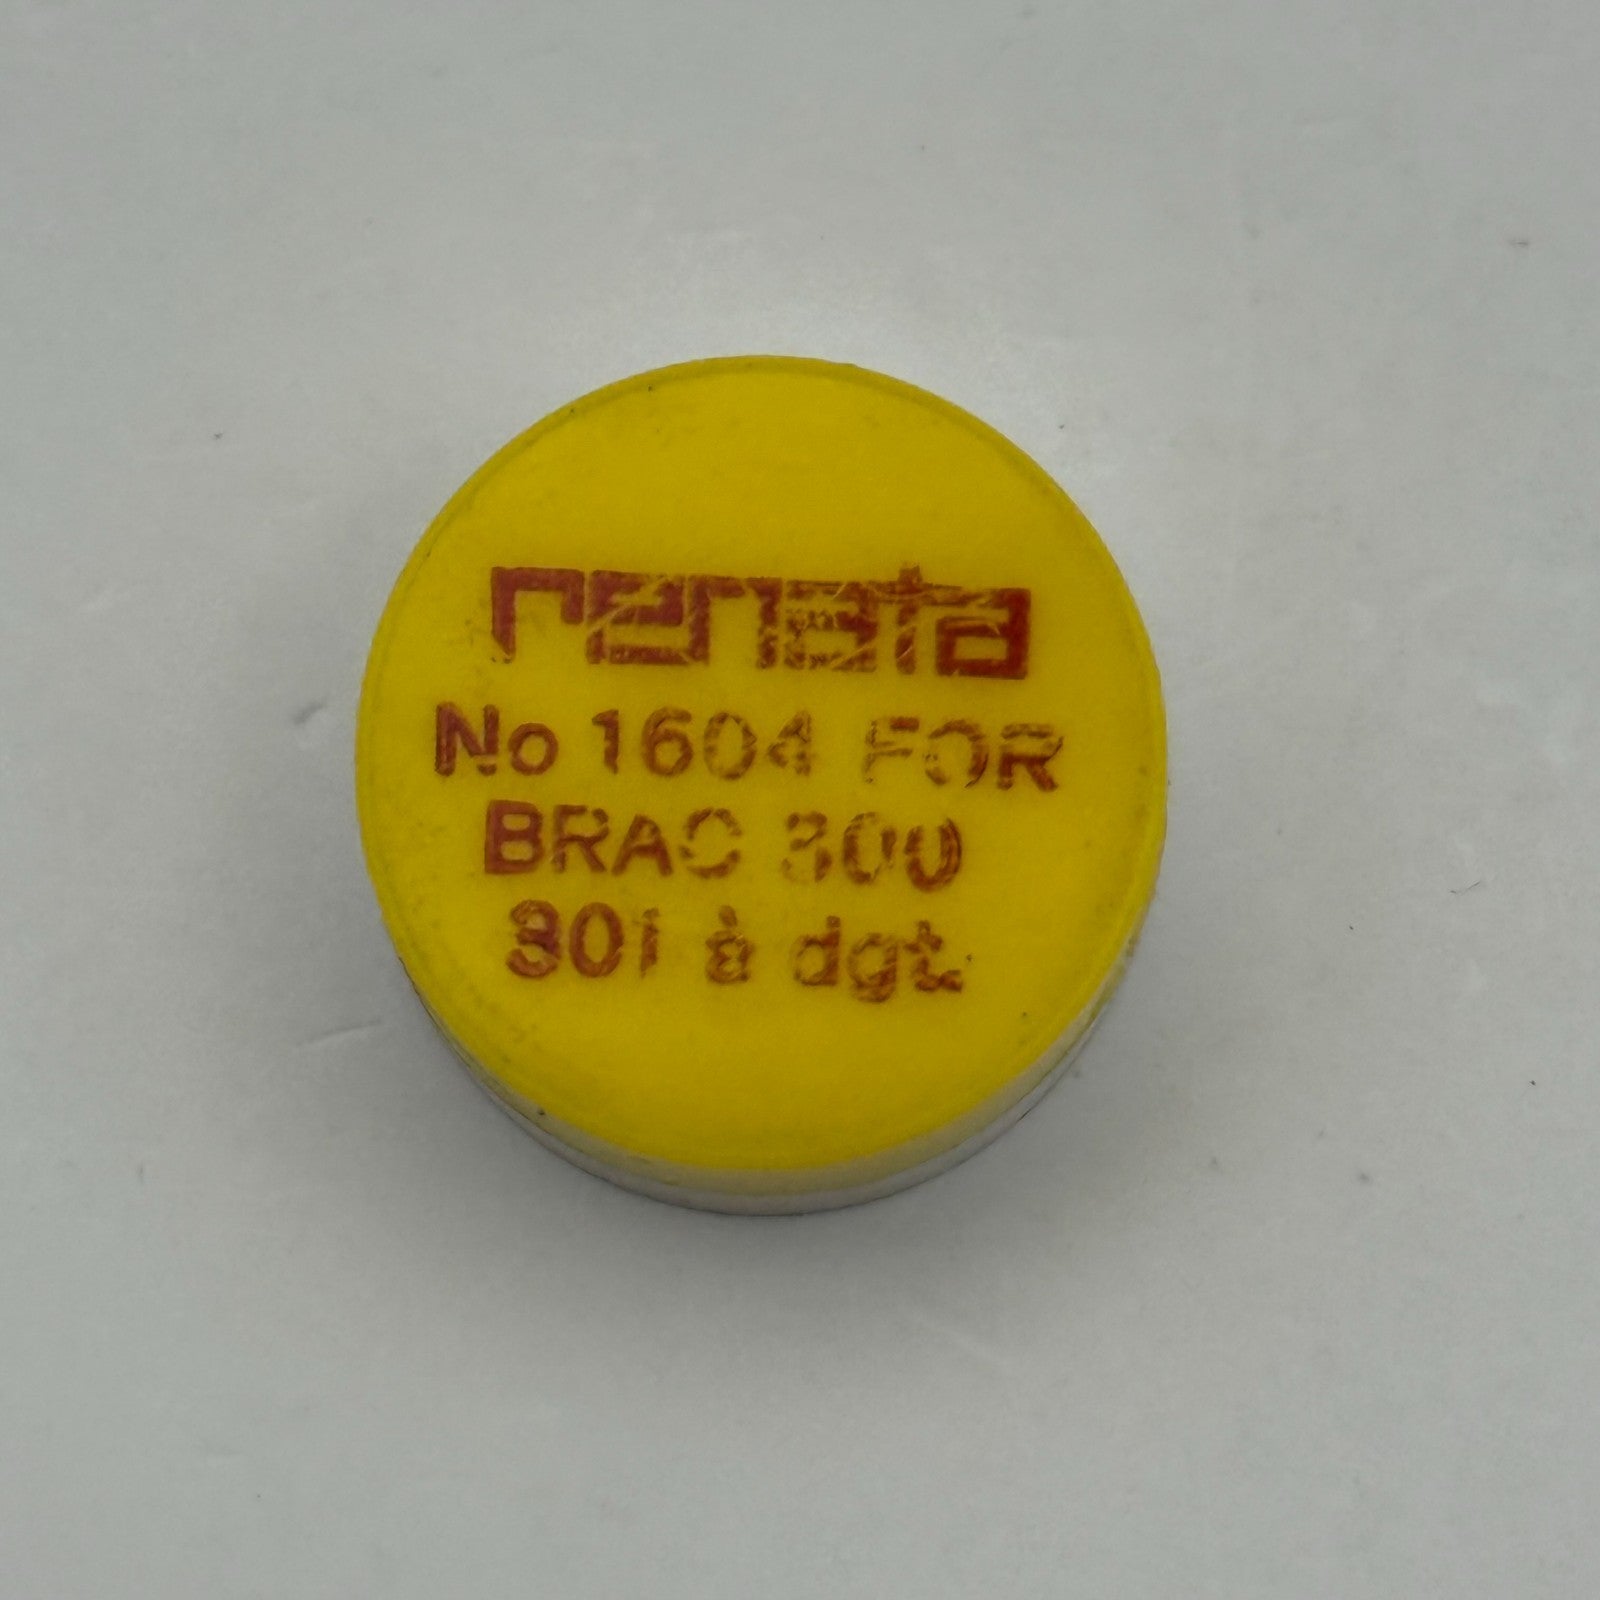 renata
No 1604 FOR
BRAC 300
301 à dgt.